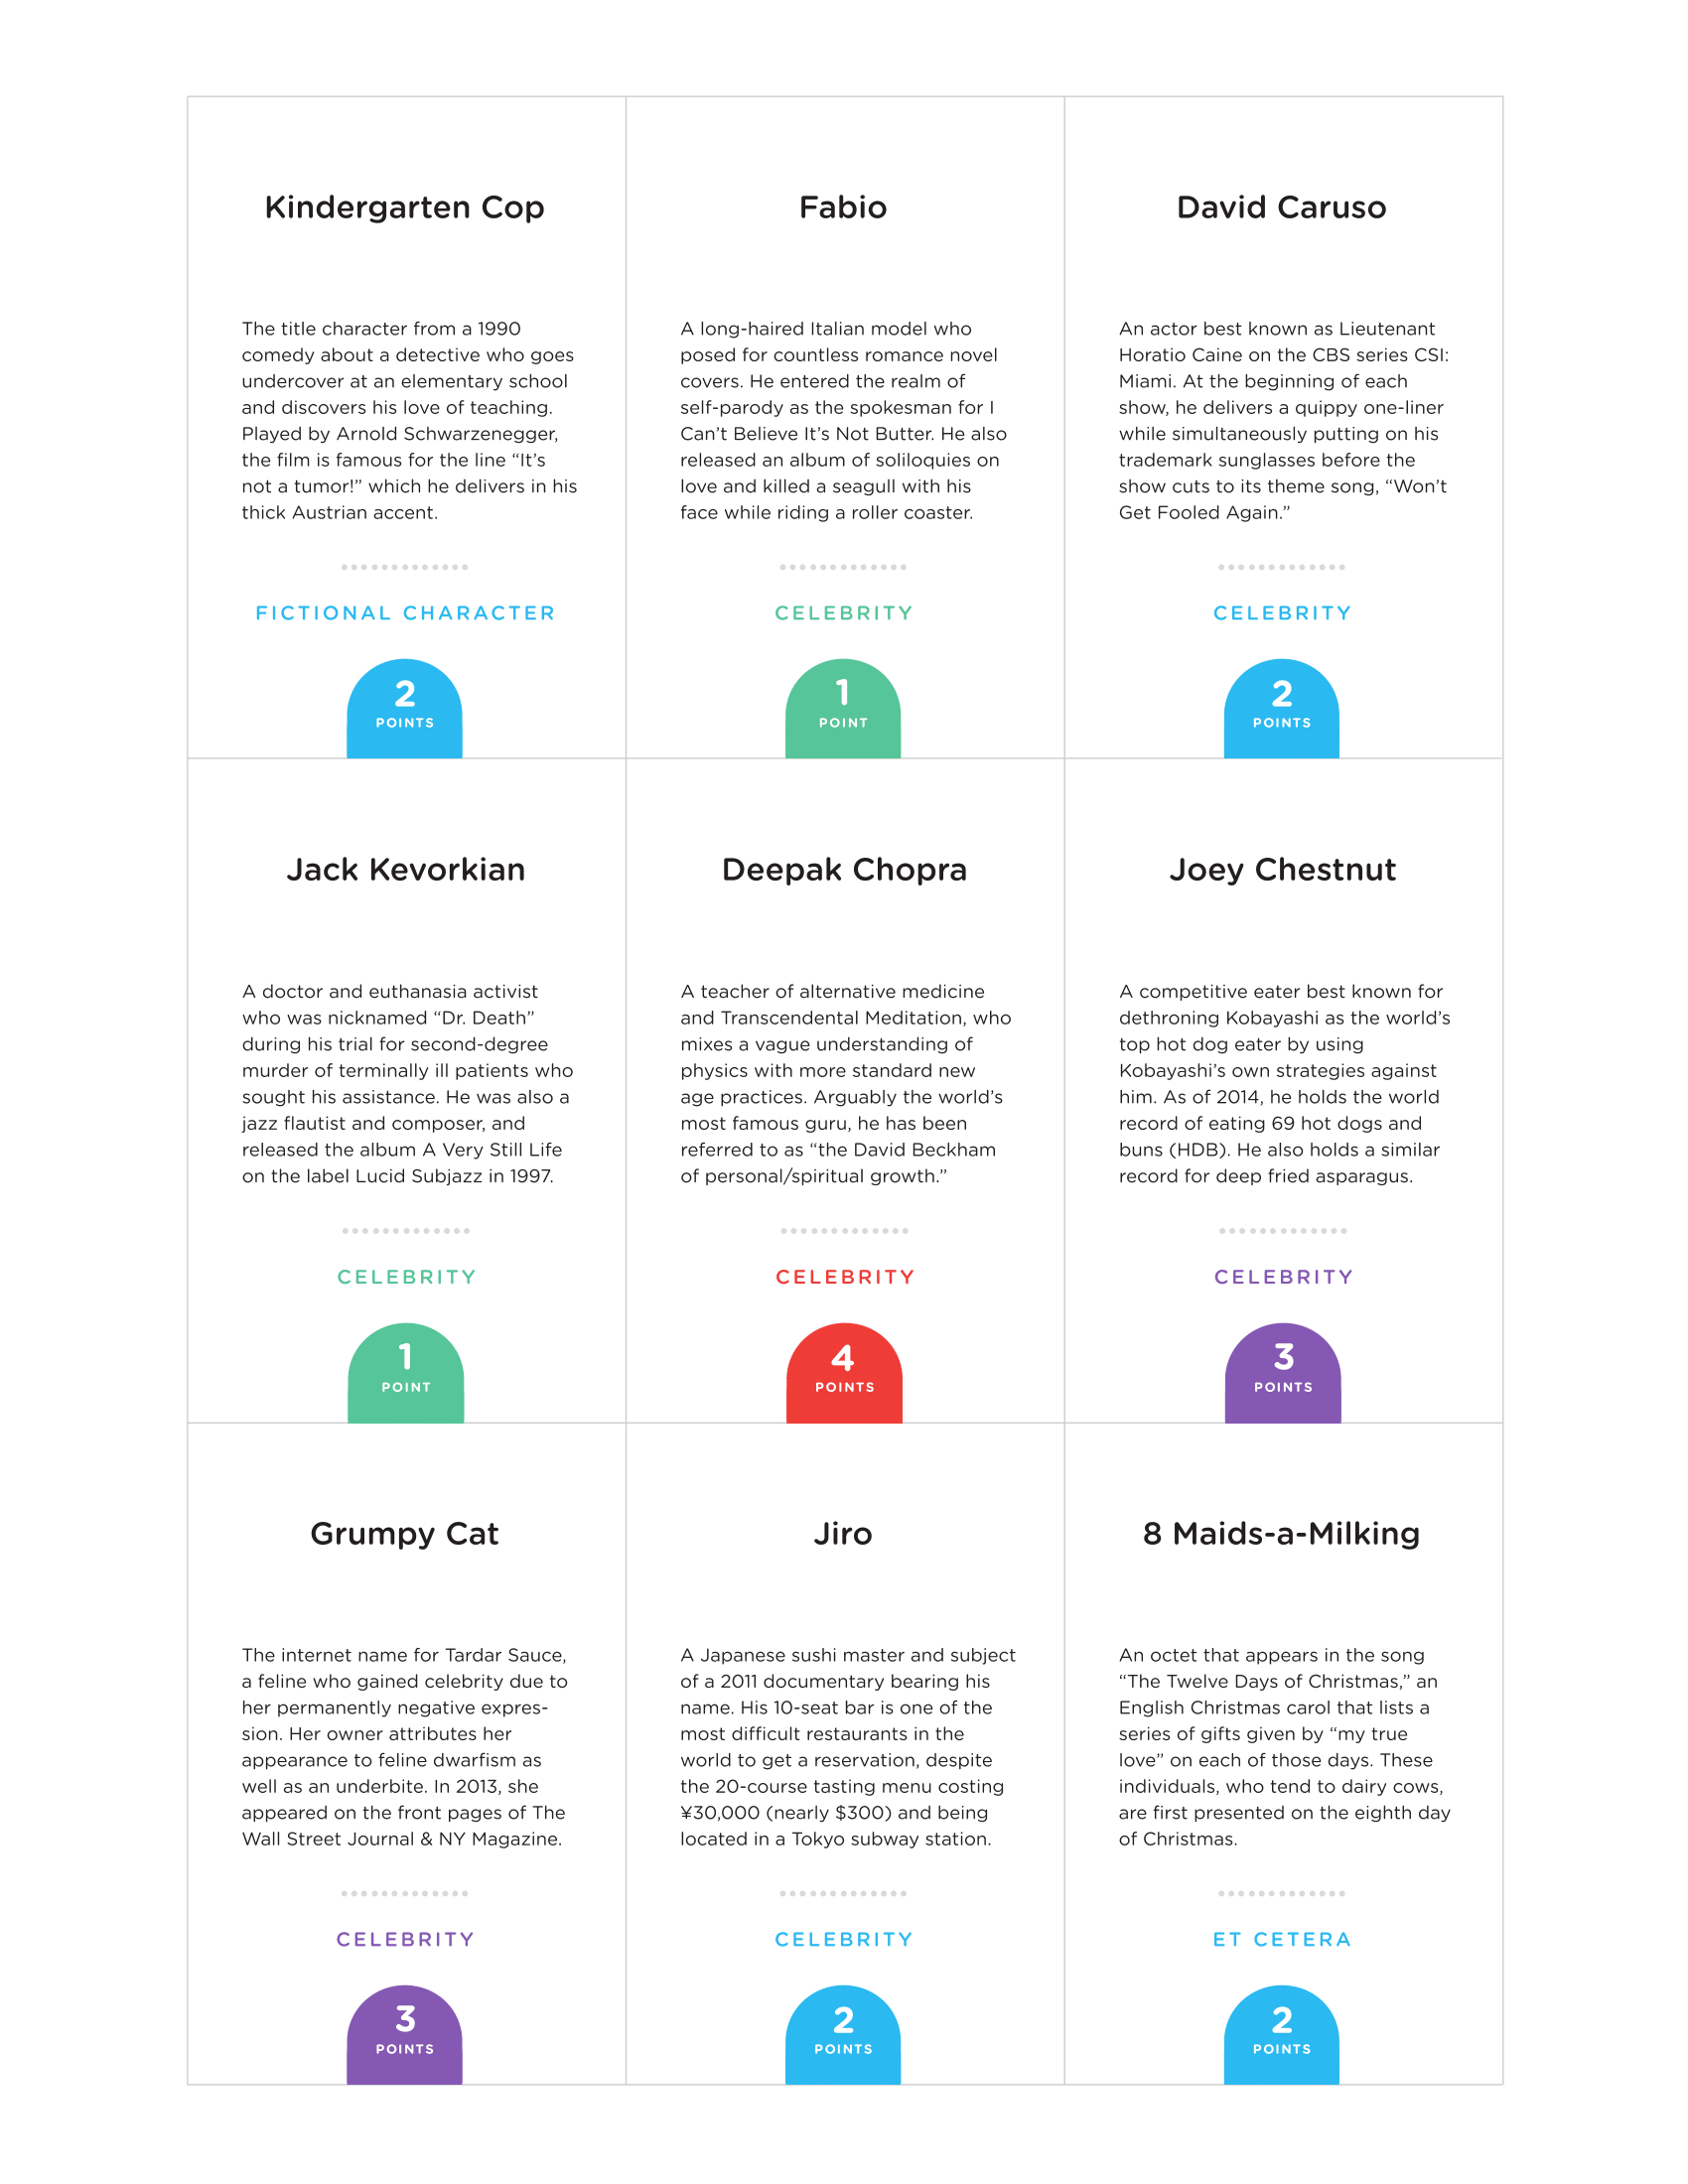 Kindergarten Cop
The title character from a 1990
comedy about a detective who goes
undercover at an elementary school
and discovers his love of teaching.
Played by Arnold Schwarzenegger,
the film is famous for the line “It’s
not a tumor!” which he delivers in his
thick Austrian accent.
FICTIONAL CHARACTER
2
POINTS
Fabio
A long-haired Italian model who
posed for countless romance novel
covers. He entered the realm of
self-parody as the spokesman for I
Can’t Believe It’s Not Butter. He also
released an album of soliloquies on
love and killed a seagull with his
face while riding a roller coaster.
CELEBRITY
1
POINT
David Caruso
An actor best known as Lieutenant
Horatio Caine on the CBS series CSI:
Miami. At the beginning of each
show, he delivers a quippy one-liner
while simultaneously putting on his
trademark sunglasses before the
show cuts to its theme song, “Won’t
Get Fooled Again.”
CELEBRITY
2
POINTS
Jack Kevorkian
A doctor and euthanasia activist
who was nicknamed “Dr. Death”
during his trial for second-degree
murder of terminally ill patients who
sought his assistance. He was also a
jazz flautist and composer, and
released the album A Very Still Life
on the label Lucid Subjazz in 1997.
CELEBRITY
1
POINT
Deepak Chopra
A teacher of alternative medicine
and Transcendental Meditation, who
mixes a vague understanding of
physics with more standard new
age practices. Arguably the world’s
most famous guru, he has been
referred to as “the David Beckham
of personal/spiritual growth.”
CELEBRITY
4
POINTS
Joey Chestnut
A competitive eater best known for
dethroning Kobayashi as the world’s
top hot dog eater by using
Kobayashi’s own strategies against
him. As of 2014, he holds the world
record of eating 69 hot dogs and
buns (HDB). He also holds a similar
record for deep fried asparagus.
CELEBRITY
3
POINTS
Grumpy Cat
The internet name for Tardar Sauce,
a feline who gained celebrity due to
her permanently negative expres-
sion. Her owner attributes her
appearance to feline dwarfism as
well as an underbite. In 2013, she
appeared on the front pages of The
Wall Street Journal & NY Magazine.
CELEBRITY
3
POINTS
Jiro
A Japanese sushi master and subject
of a 2011 documentary bearing his
name. His 10-seat bar is one of the
most difficult restaurants in the
world to get a reservation, despite
the 20-course tasting menu costing
¥30,000 (nearly $300) and being
located in a Tokyo subway station.
CELEBRITY
2
POINTS
8 Maids-a-Milking
An octet that appears in the song
“The Twelve Days of Christmas,” an
English Christmas carol that lists a
series of gifts given by “my true
love” on each of those days. These
individuals, who tend to dairy cows,
are first presented on the eighth day
of Christmas.
ET CETERA
2
POINTS